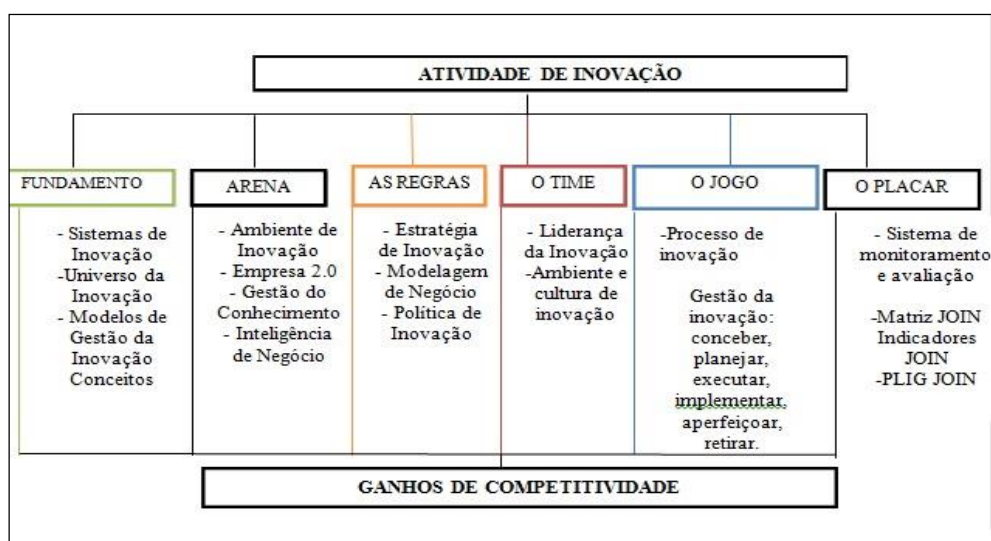 ATIVIDADE DE INOVAÇÃO
FUNDAMENTO
- Sistemas de
Inovação
-Universo da
Inovação
- Modelos de
Gestão da
Inovação
Conceitos
ARENA
- Ambiente de
Inovação
- Empresa 2.0
- Gestão do
Conhecimento
- Inteligência
de Negócio
AS REGRAS
- Estratégia
de Inovação
- Modelagem
de Negócio
- Política de
Inovação
O TIME
- Liderança
da Inovação
-Ambiente e
cultura de
inovação
O JOGO
-Processo de
inovação
Gestão da
inovação:
conceber,
planejar,
executar,
implementar,
aperfeiçoar,
retirar.
O PLACAR
- Sistema de
monitoramento
e avaliação
-Matriz JOIN
Indicadores
JOIN
-PLIG JOIN
GANHOS DE COMPETITIVIDADE